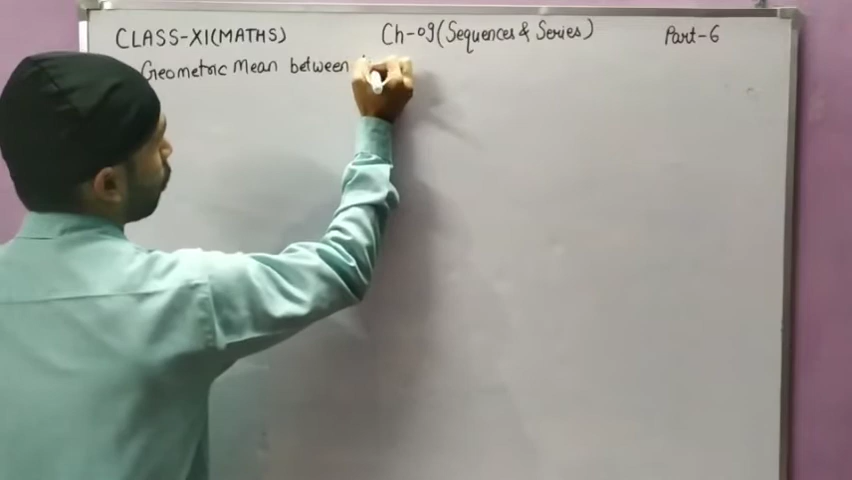 CLASS-XI(MATHS) Ch-09(Sequences & Series) Part-6
Geometric Mean between